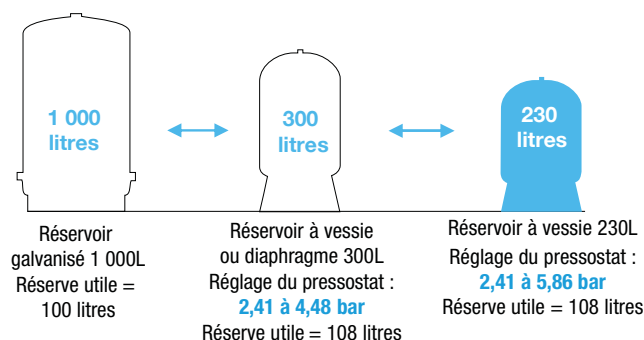 1 000
litres
300
litres
230
litres
Réservoir
galvanisé 1 000L
Réserve utile =
100 litres
Réservoir à vessie
ou diaphragme 300L
Réglage du pressostat :
2,41 à 4,48 bar
Réserve utile = 108 litres
Réservoir à vessie 230L
Réglage du pressostat :
2,41 à 5,86 bar
Réserve utile = 108 litres